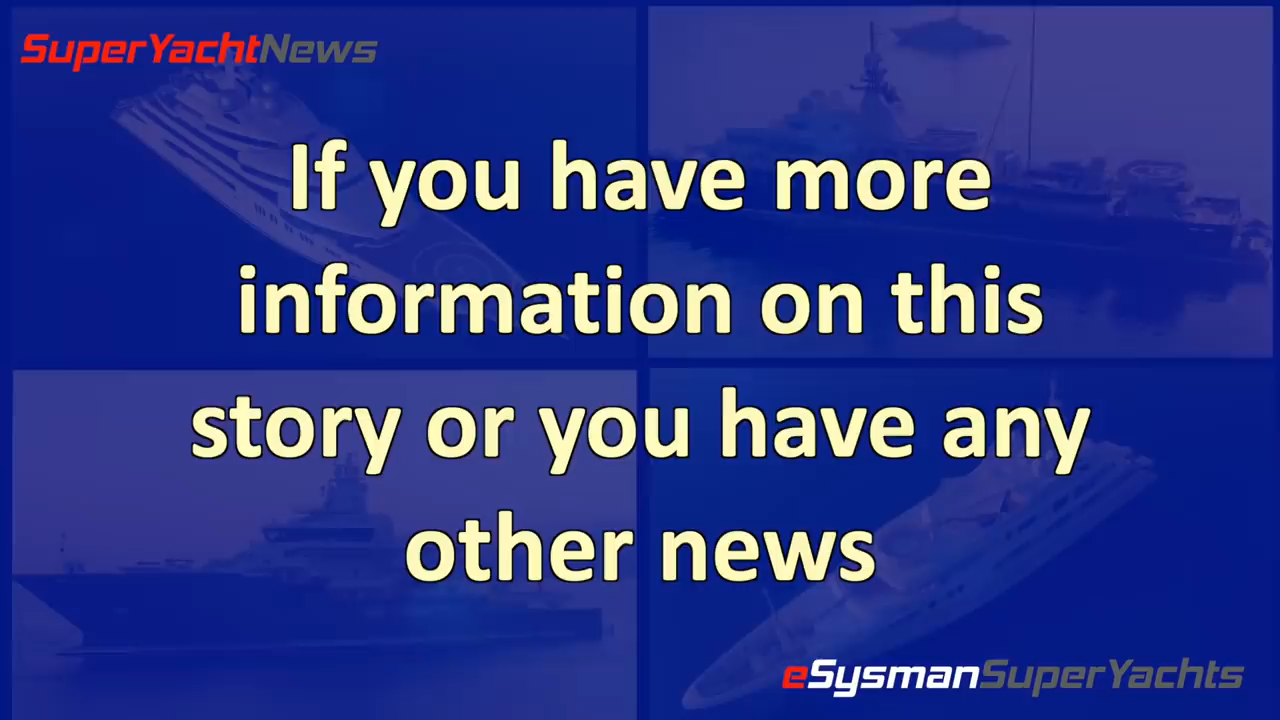 SuperYachtNews
If you have more
information on this
story or you have any
other news
eSysmanSuperYachts